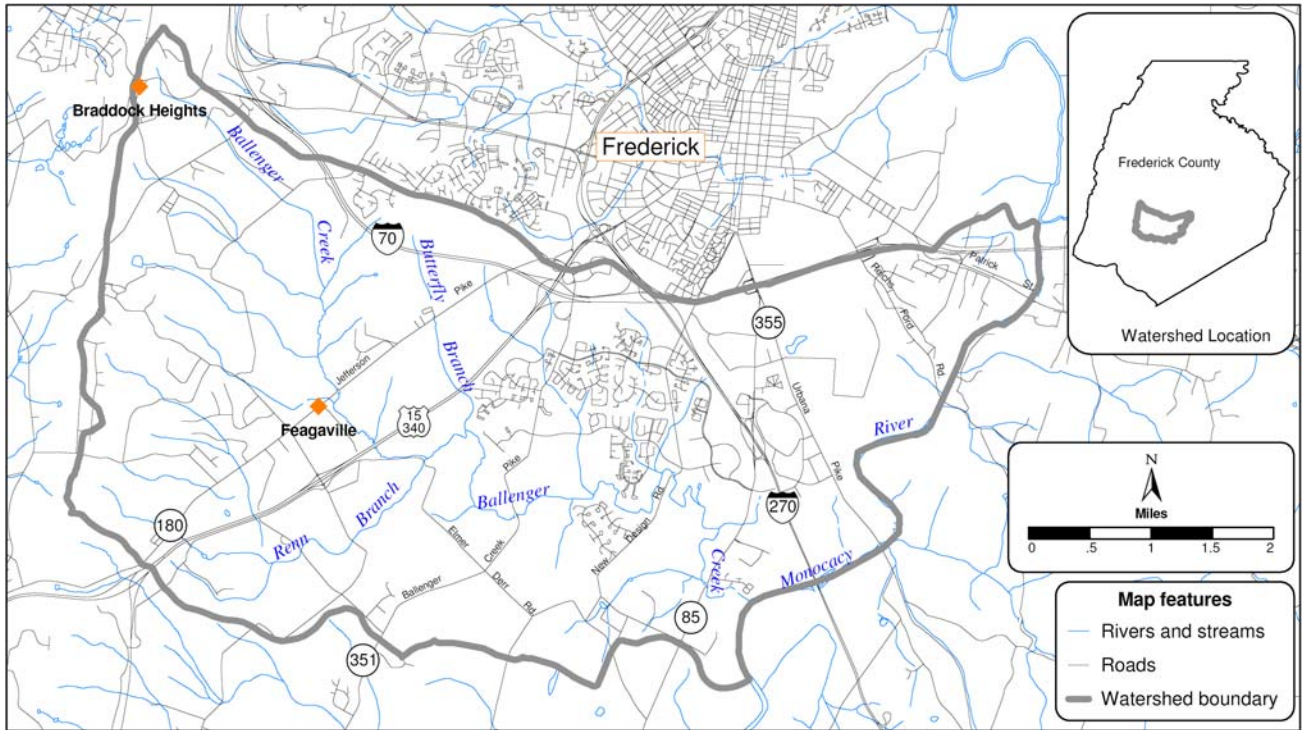 Braddock Heights
Ballenger
Creek
Frederick
70
Butterfly
Branch
Jefferson
Pike
Feagaville
15
340
180
Renn
Branch
Ballenger
Pike
Creek
Ballenger
Elmer
Derr
Rd
New
Design
Rd
351
85
Creek
Monocacy
River
270
355
Urbana
Pike
Reichs
Ford
Rd
Patrick
St
Frederick County
Watershed Location
N
Miles
0 .5 1 1.5 2
Map features
Rivers and streams
Roads
Watershed boundary